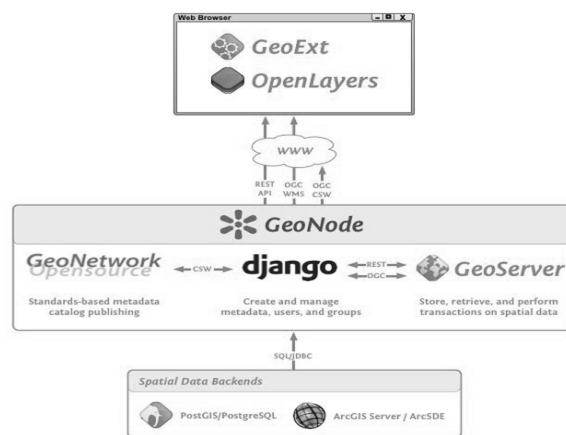 Web Browser
GeoExt
OpenLayers
WWW
REST API
OGC WMS
OGC CSW
GeoNode
GeoNetwork
Opensource
CSW
django
REST
OGC
GeoServer
Standards-based metadata
catalog publishing
Create and manage
metadata, users, and groups
Store, retrieve, and perform
transactions on spatial data
SQL/JDBC
Spatial Data Backends
PostGIS/PostgreSQL
ArcGIS Server / ArcSDE